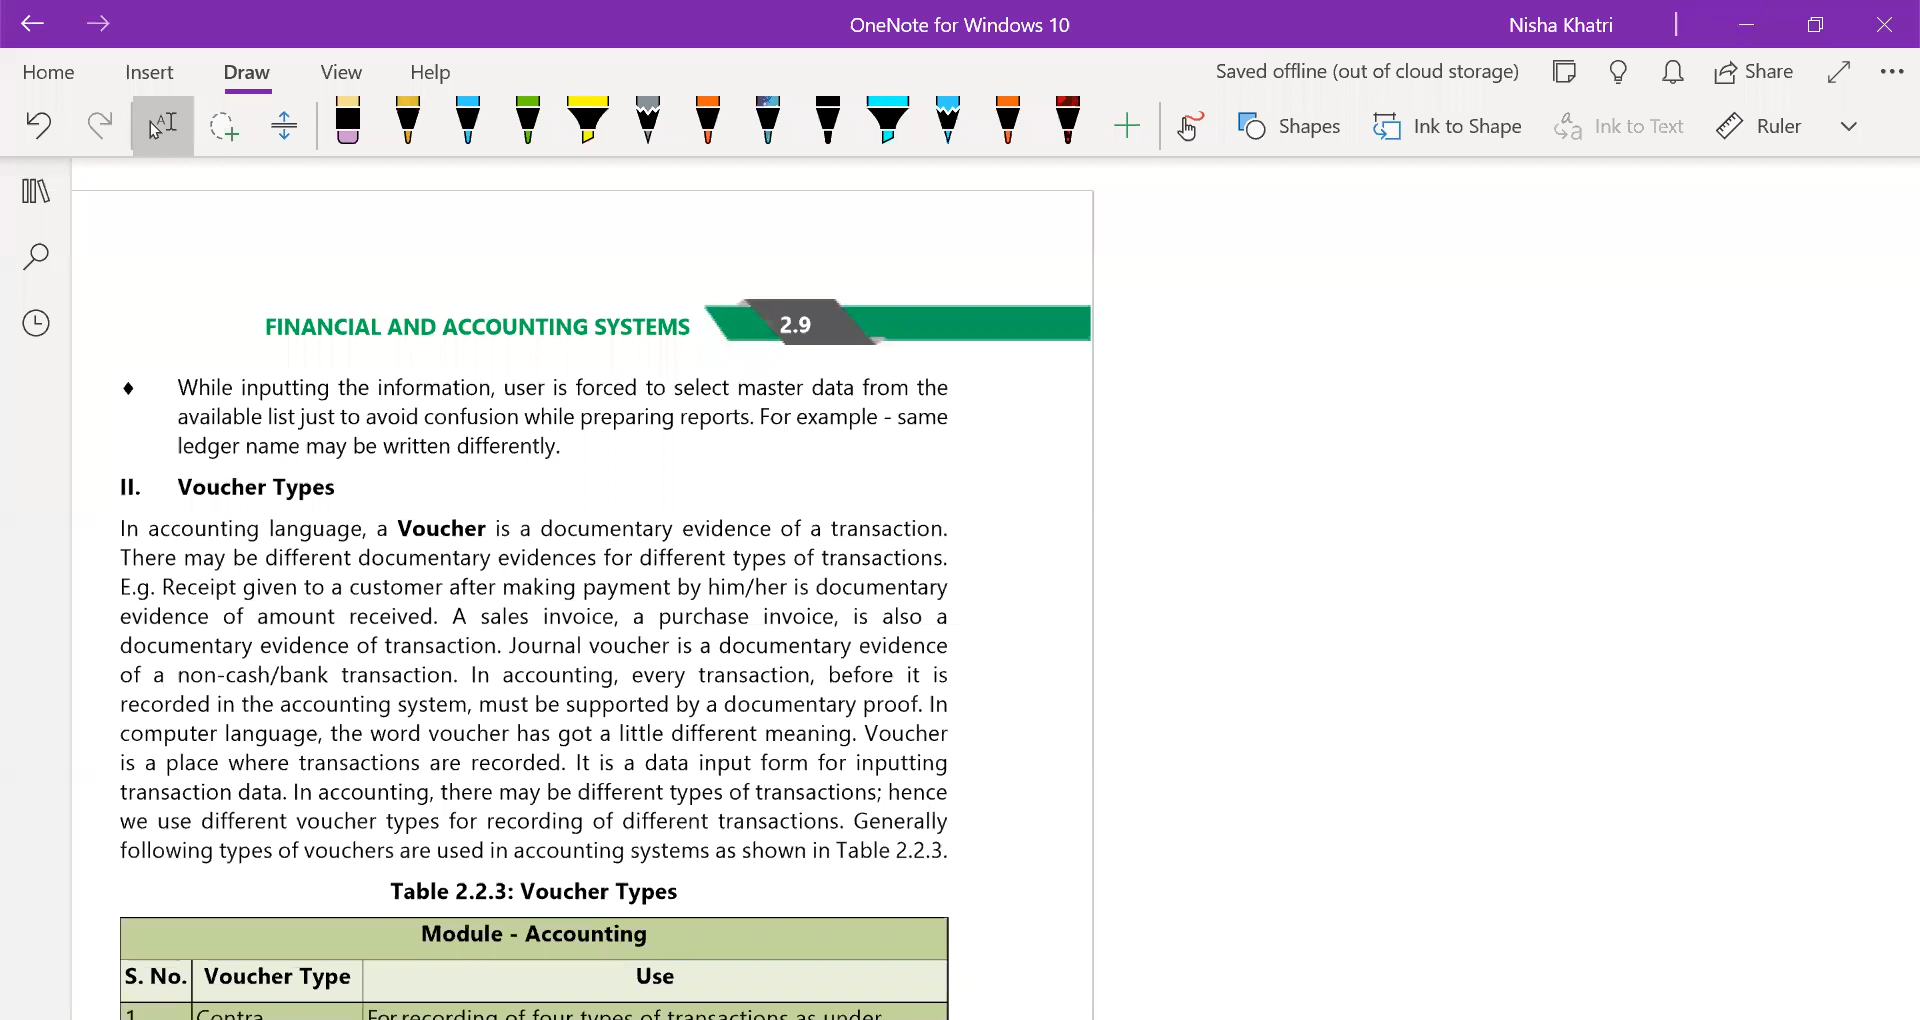 OneNote for Windows 10
Nisha Khatri
Home Insert Draw View Help
Saved offline (out of cloud storage)
Share
Shapes
Ink to Shape
Ink to Text
Ruler
FINANCIAL AND ACCOUNTING SYSTEMS 2.9
♦ While inputting the information, user is forced to select master data from the
available list just to avoid confusion while preparing reports. For example - same
ledger name may be written differently.
II. Voucher Types
In accounting language, a Voucher is a documentary evidence of a transaction.
There may be different documentary evidences for different types of transactions.
E.g. Receipt given to a customer after making payment by him/her is documentary
evidence of amount received. A sales invoice, a purchase invoice, is also a
documentary evidence of transaction. Journal voucher is a documentary evidence
of a non-cash/bank transaction. In accounting, every transaction, before it is
recorded in the accounting system, must be supported by a documentary proof. In
computer language, the word voucher has got a little different meaning. Voucher
is a place where transactions are recorded. It is a data input form for inputting
transaction data. In accounting, there may be different types of transactions; hence
we use different voucher types for recording of different transactions. Generally
following types of vouchers are used in accounting systems as shown in Table 2.2.3.
Table 2.2.3: Voucher Types
Module - Accounting
S. No. Voucher Type Use
1 Contra For recording of four types of transactions as under